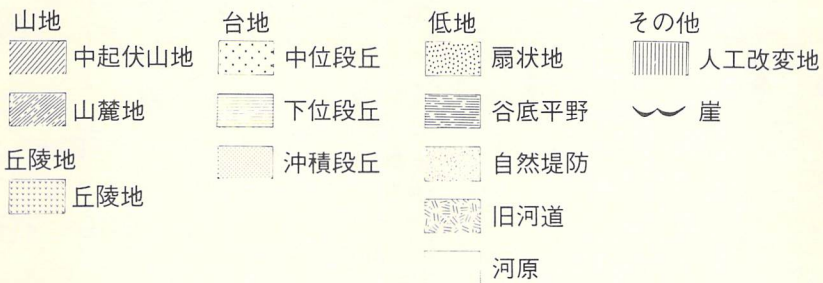 山地
中起伏山地
山麓地
丘陵地
丘陵地
台地
中位段丘
下位段丘
沖積段丘
低地
扇状地
谷底平野
自然堤防
旧河道
河原
その他
人工改変地
崖